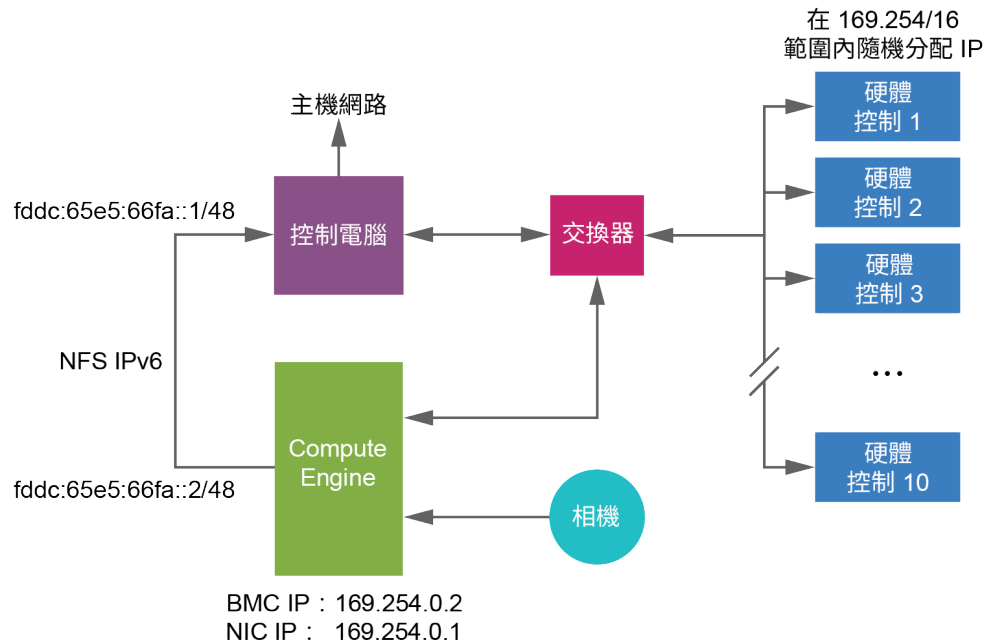 在 169.254/16
範圍內隨機分配 IP
硬體
控制 1
主機網路
硬體
控制 2
fddc:65e5:66fa::1/48
控制電腦
交換器
硬體
控制 3
NFS IPv6
...
Compute
Engine
硬體
控制 10
fddc:65e5:66fa::2/48
相機
BMC IP：169.254.0.2
NIC IP： 169.254.0.1